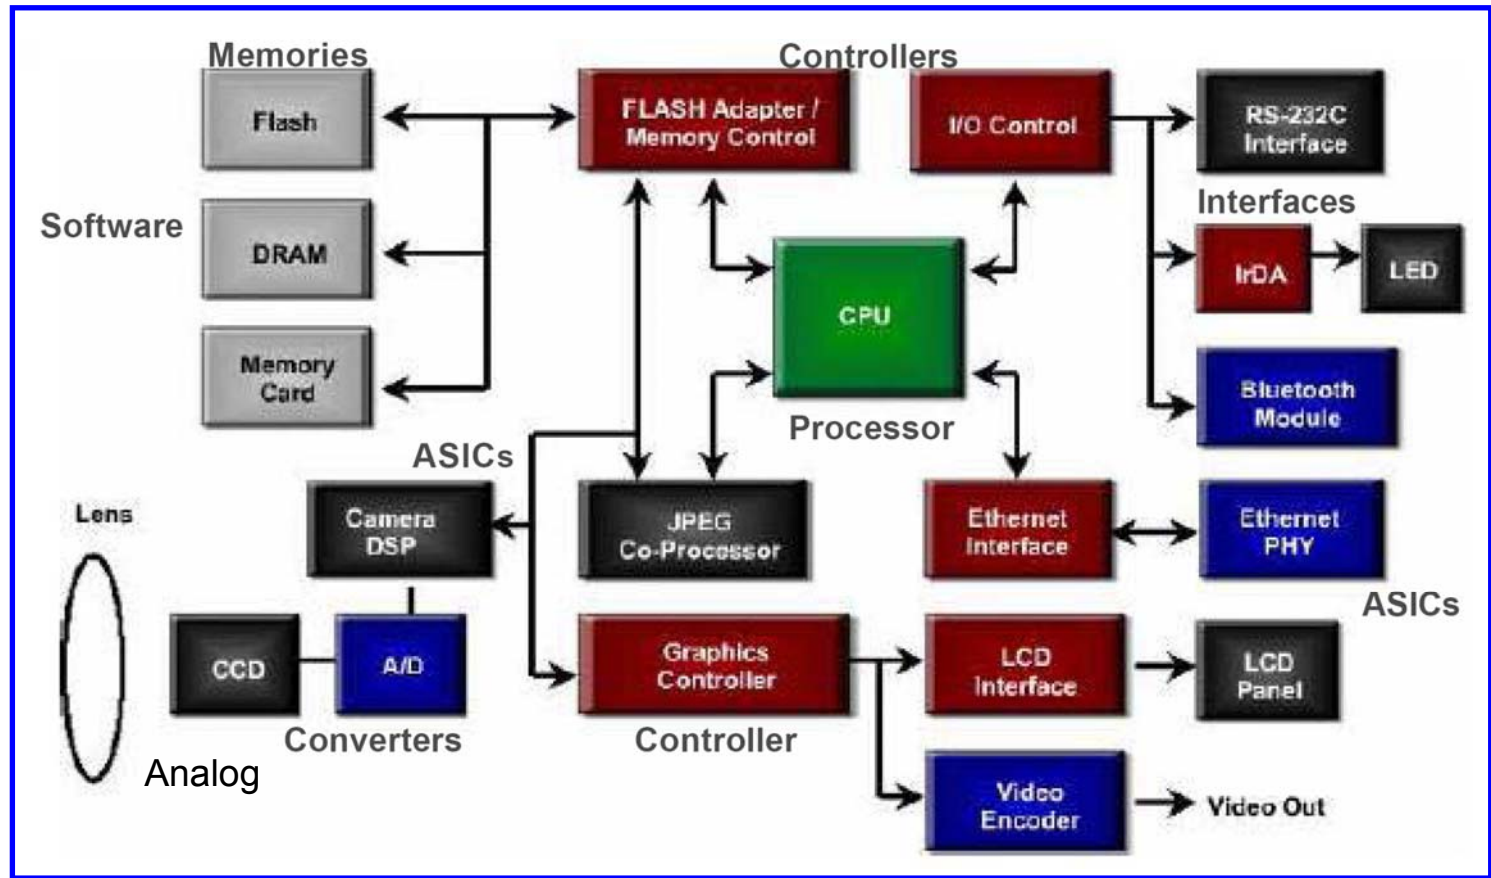 Memories
Controllers
Flash
FLASH Adapter /
Memory Control
I/O Control
RS-232C
Interface
Software
DRAM
Interfaces
IrDA
LED
CPU
Memory
Card
Bluetooth
Module
Processor
ASICs
Lens
Camera
DSP
JPEG
Co-Processor
Ethernet
Interface
Ethernet
PHY
ASICs
CCD
A/D
Graphics
Controller
LCD
Interface
LCD
Panel
Converters
Controller
Analog
Video
Encoder
Video Out